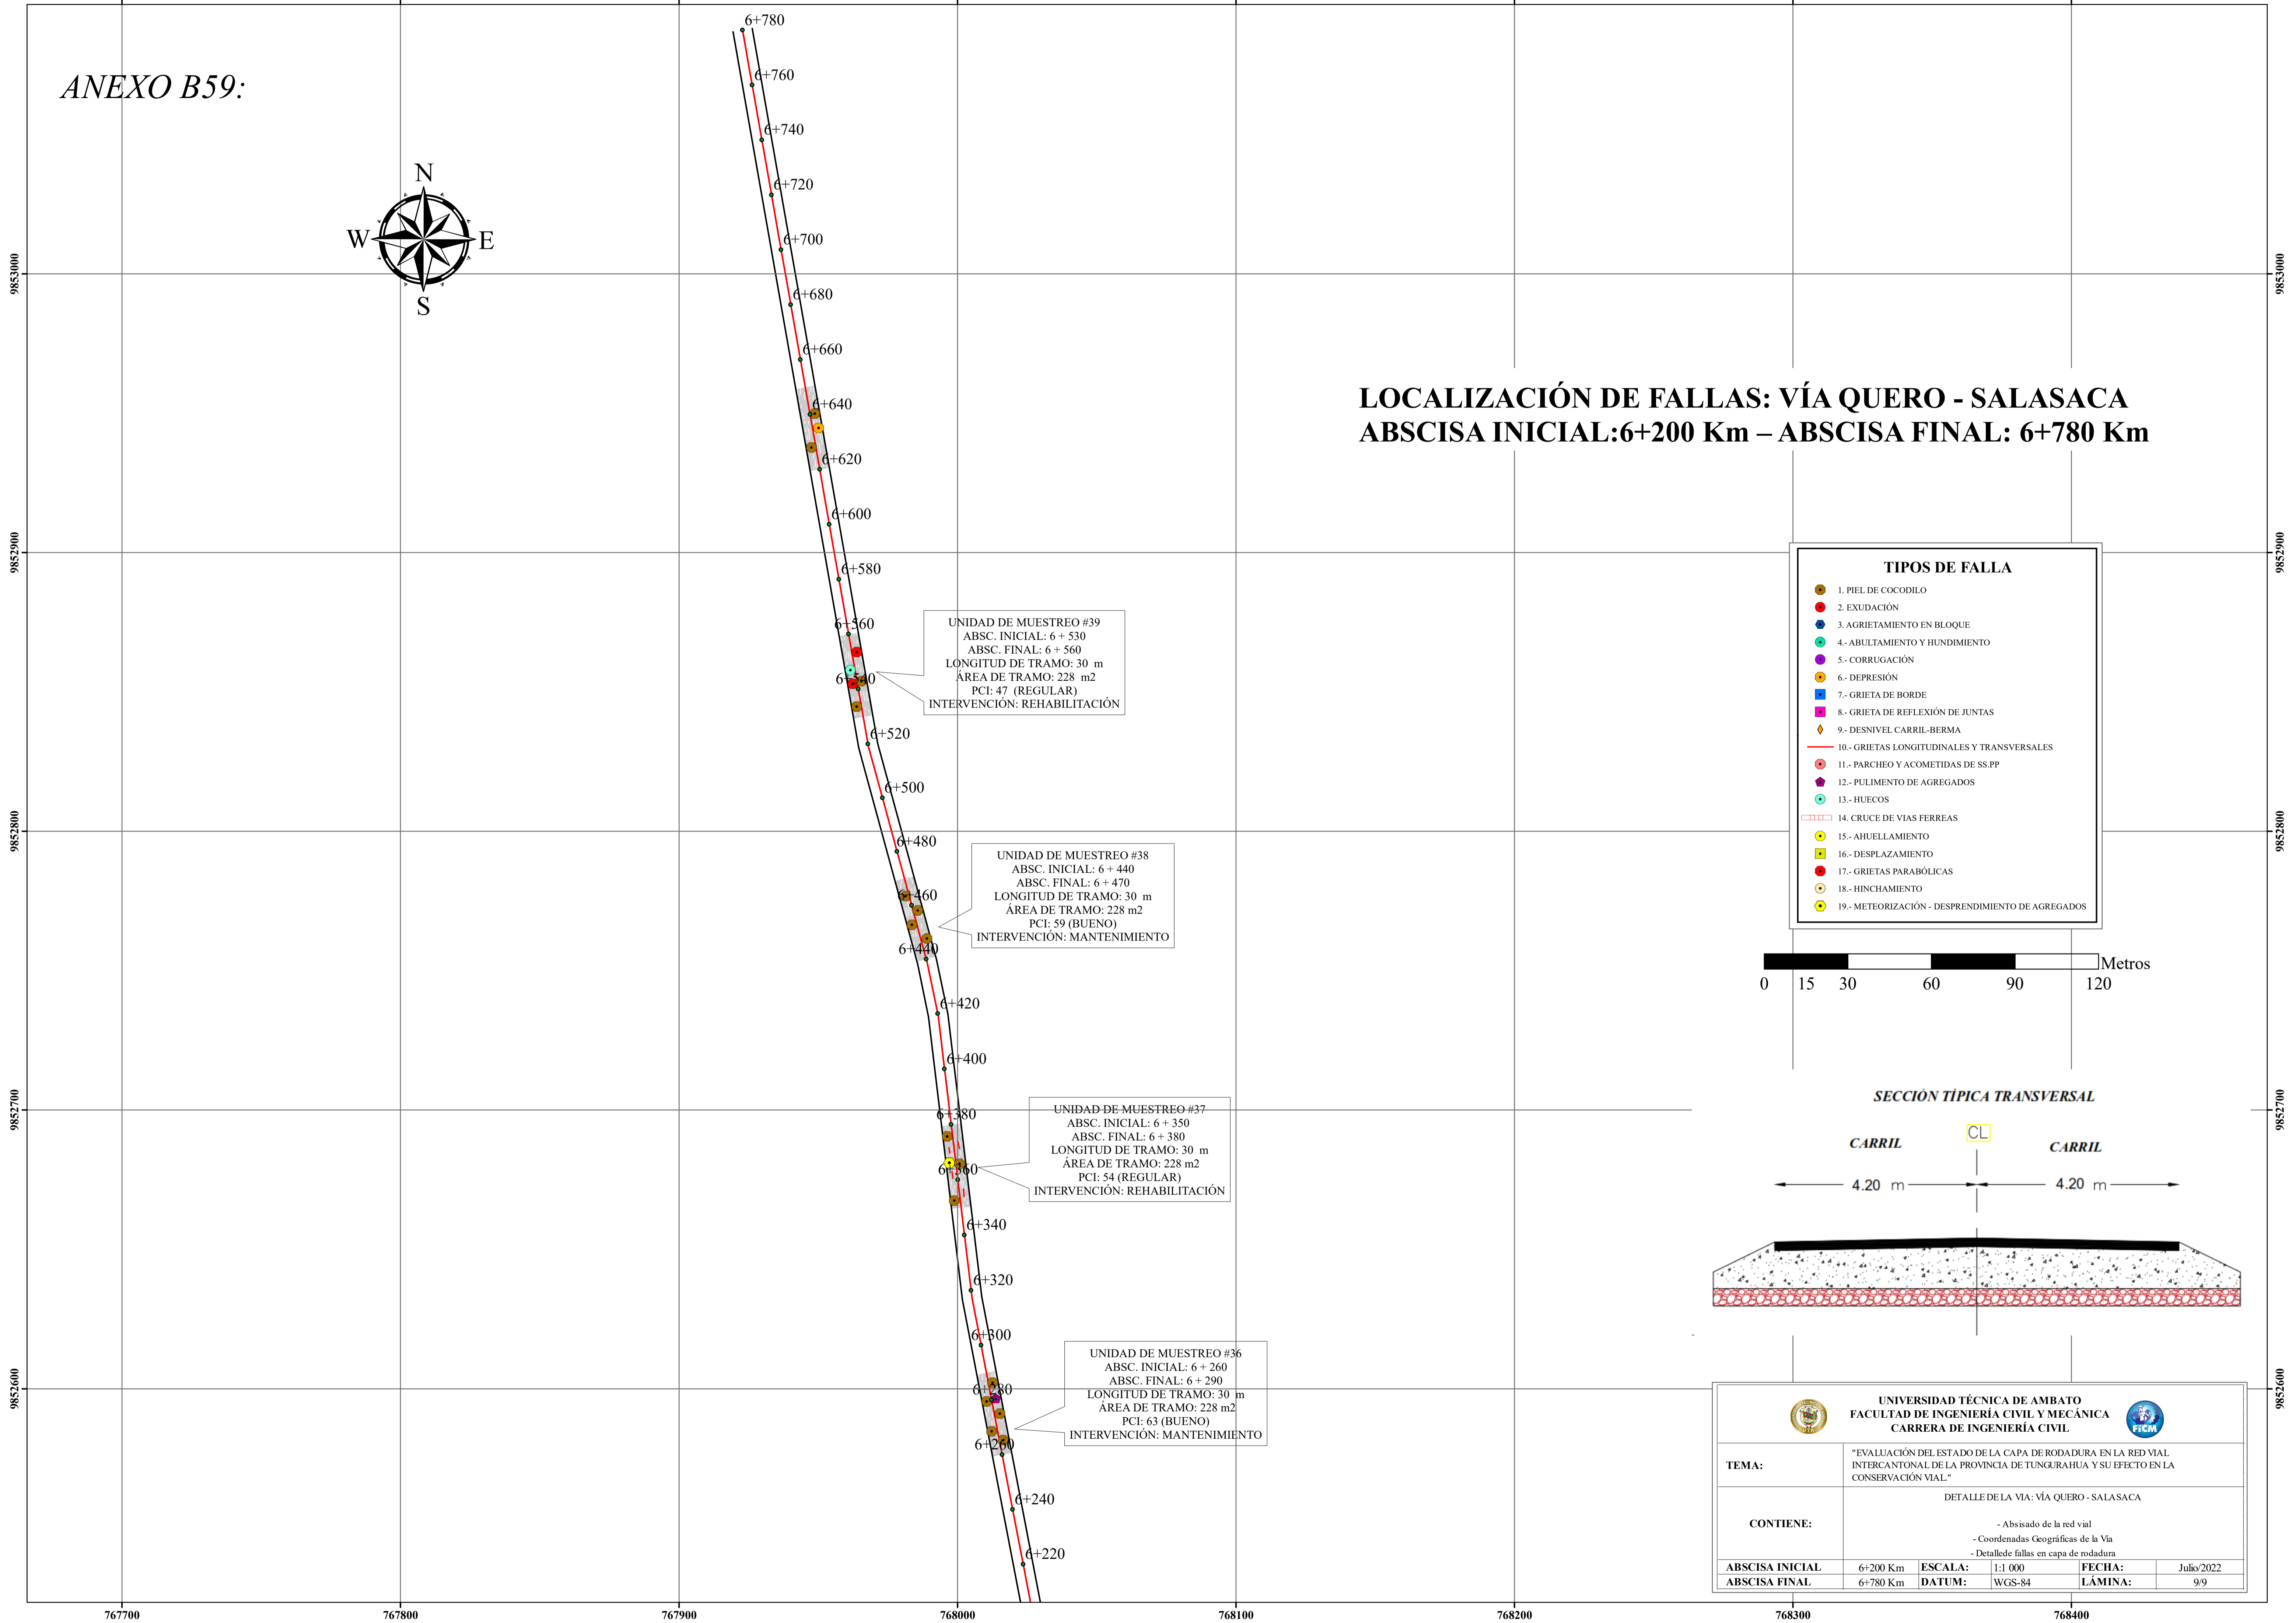 ANEXO B59:
N
W
E
S
LOCALIZACIÓN DE FALLAS: VÍA QUERO - SALASACA
ABSCISA INICIAL:6+200 Km – ABSCISA FINAL: 6+780 Km
6+780
6+760
6+740
6+720
6+700
6+680
6+660
6+640
6+620
6+600
6+580
6+560
6+540
6+520
6+500
6+480
6+460
6+440
6+420
6+400
6+380
6+360
6+340
6+320
6+300
6+280
6+260
6+240
6+220
UNIDAD DE MUESTREO #39
ABSC. INICIAL: 6 + 530
ABSC. FINAL: 6 + 560
LONGITUD DE TRAMO: 30 m
ÁREA DE TRAMO: 228 m2
PCI: 47 (REGULAR)
INTERVENCIÓN: REHABILITACIÓN
UNIDAD DE MUESTREO #38
ABSC. INICIAL: 6 + 440
ABSC. FINAL: 6 + 470
LONGITUD DE TRAMO: 30 m
ÁREA DE TRAMO: 228 m2
PCI: 59 (BUENO)
INTERVENCIÓN: MANTENIMIENTO
UNIDAD DE MUESTREO #37
ABSC. INICIAL: 6 + 350
ABSC. FINAL: 6 + 380
LONGITUD DE TRAMO: 30 m
ÁREA DE TRAMO: 228 m2
PCI: 54 (REGULAR)
INTERVENCIÓN: REHABILITACIÓN
UNIDAD DE MUESTREO #36
ABSC. INICIAL: 6 + 260
ABSC. FINAL: 6 + 290
LONGITUD DE TRAMO: 30 m
ÁREA DE TRAMO: 228 m2
PCI: 63 (BUENO)
INTERVENCIÓN: MANTENIMIENTO
TIPOS DE FALLA
1. PIEL DE COCODILO
2. EXUDACIÓN
3. AGRIETAMIENTO EN BLOQUE
4.- ABULTAMIENTO Y HUNDIMIENTO
5.- CORRUGACIÓN
6.- DEPRESIÓN
7.- GRIETA DE BORDE
8.- GRIETA DE REFLEXIÓN DE JUNTAS
9.- DESNIVEL CARRIL-BERMA
10.- GRIETAS LONGITUDINALES Y TRANSVERSALES
11.- PARCHEO Y ACOMETIDAS DE SS.PP
12.- PULIMENTO DE AGREGADOS
13.- HUECOS
14. CRUCE DE VIAS FERREAS
15.- AHUELLAMIENTO
16.- DESPLAZAMIENTO
17.- GRIETAS PARABÓLICAS
18.- HINCHAMIENTO
19.- METEORIZACIÓN - DESPRENDIMIENTO DE AGREGADOS
Metros
0 15 30 60 90 120
SECCIÓN TÍPICA TRANSVERSAL
CL
CARRIL CARRIL
4.20 m 4.20 m
UNIVERSIDAD TÉCNICA DE AMBATO
FACULTAD DE INGENIERÍA CIVIL Y MECÁNICA
CARRERA DE INGENIERÍA CIVIL
FICM
TEMA:
"EVALUACIÓN DEL ESTADO DE LA CAPA DE RODADURA EN LA RED VIAL
INTERCANTONAL DE LA PROVINCIA DE TUNGURAHUA Y SU EFECTO EN LA
CONSERVACIÓN VIAL."
CONTIENE:
DETALLE DE LA VIA: VÍA QUERO - SALASACA
- Absisado de la red vial
- Coordenadas Geográficas de la Via
- Detallede fallas en capa de rodadura
ABSCISA INICIAL 6+200 Km ESCALA: 1:1 000 FECHA: Julio/2022
ABSCISA FINAL 6+780 Km DATUM: WGS-84 LÁMINA: 9/9
9853000
9852900
9852800
9852700
9852600
9853000
9852900
9852800
9852700
9852600
767700 767800 767900 768000 768100 768200 768300 768400